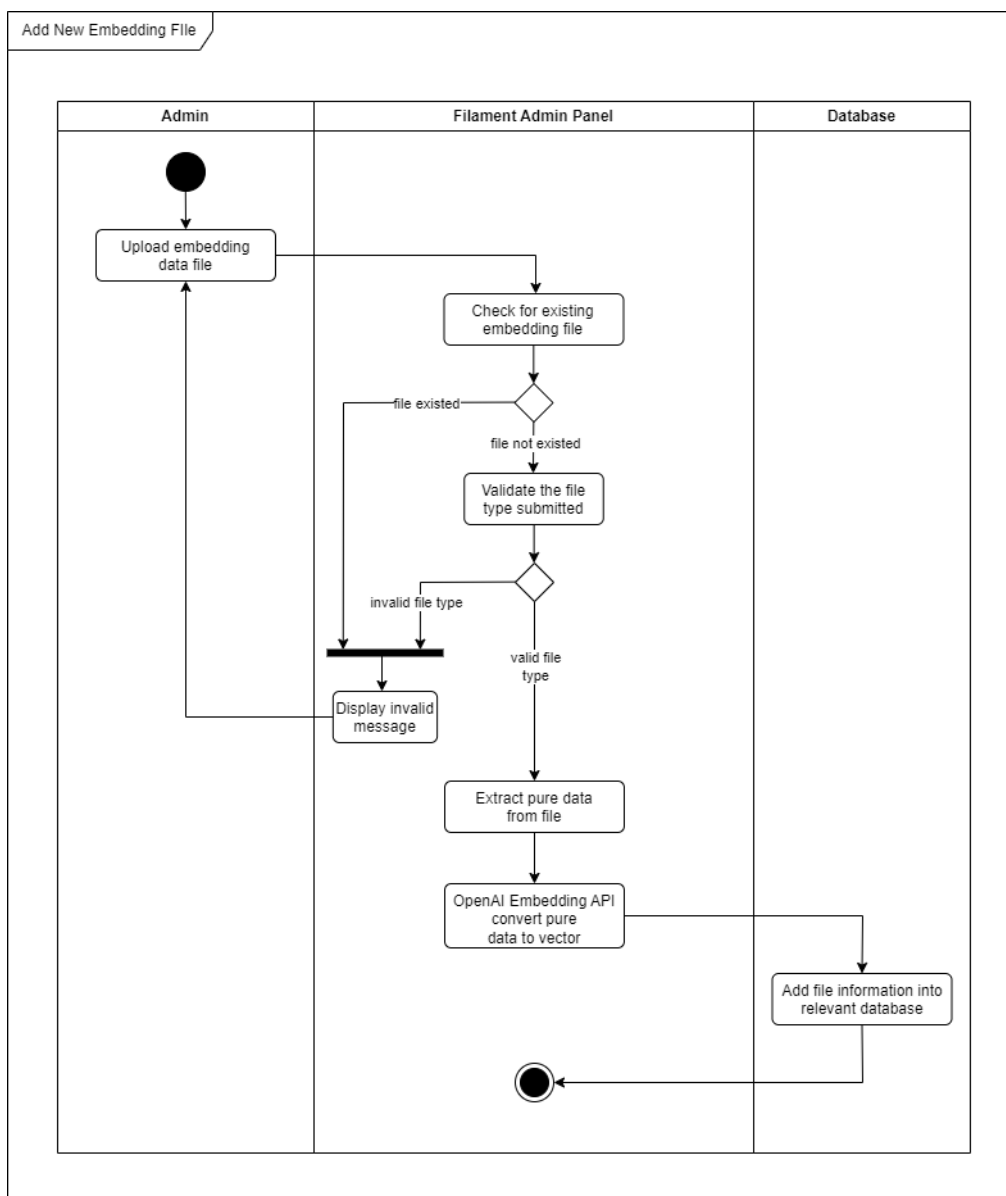 Add New Embedding FIle
Admin
Filament Admin Panel
Database
Upload embedding
data file
Check for existing
embedding file
file existed
file not existed
Validate the file
type submitted
invalid file type
valid file
type
Display invalid
message
Extract pure data
from file
OpenAI Embedding API
convert pure
data to vector
Add file information into
relevant database